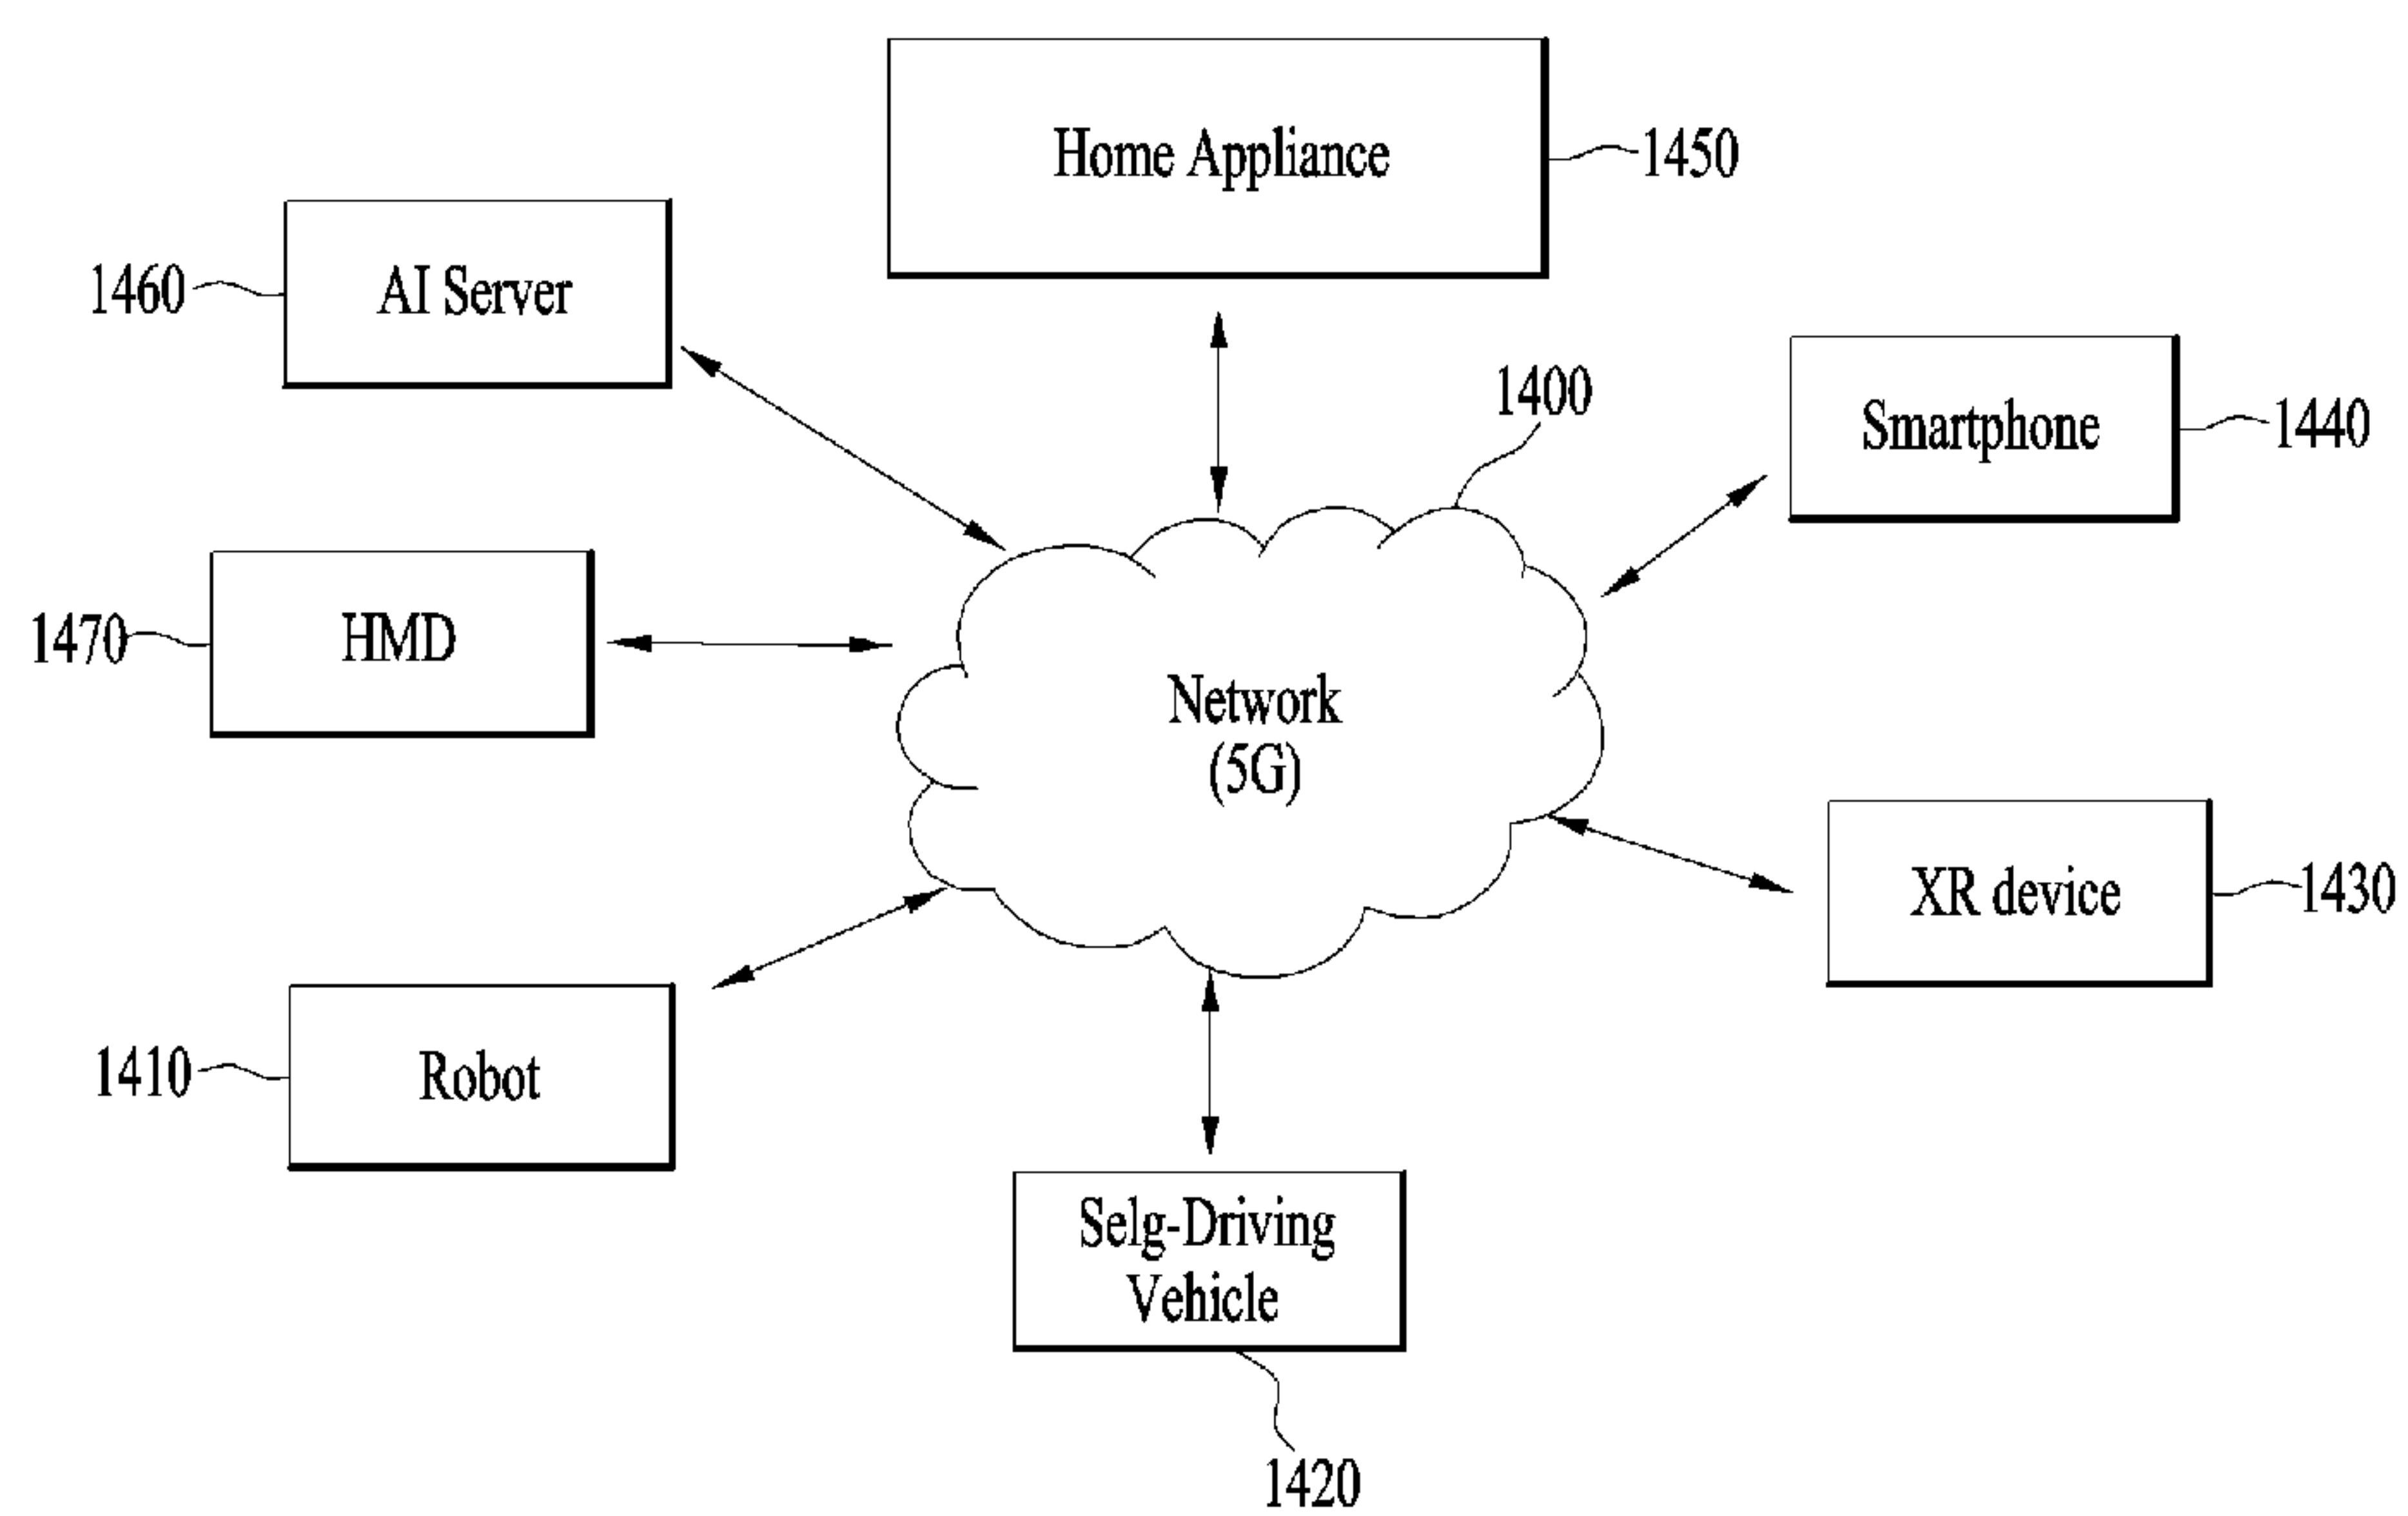 Home Appliance
1450
AI Server
1460
1400
Smartphone
1440
HMD
1470
Network
(5G)
XR device
1430
Robot
1410
Selg-Driving
Vehicle
1420